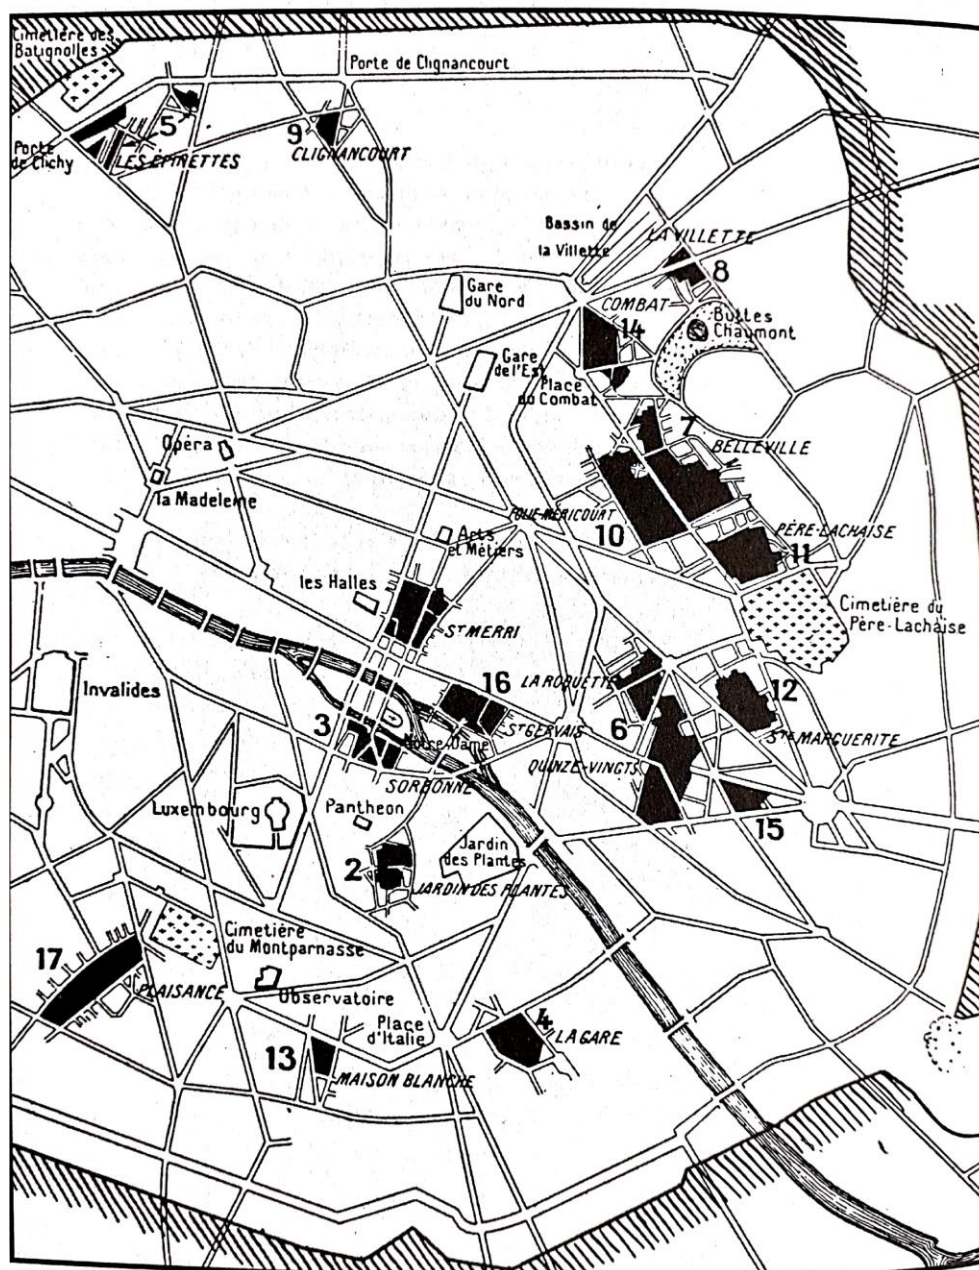 Cimetière des
Batignolles
Porte de Clignancourt
5
9
Porte
de Clichy
LES ÉPINETTES
CLIGNANCOURT
Bassin de
la Villette
LA VILLETTE
8
Gare
du Nord
COMBAT
14
Buttes
Chaumont
Gare
de l'Est
Place
du Combat
7
BELLEVILLE
Opéra
la Madeleine
FOLIE-MÉRICOURT
10
Arts
et Métiers
PÈRE-LACHAISE
11
les Halles
Cimetière du
Père-Lachaise
ST MERRI
Invalides
16
LA ROQUETTE
12
3
Notre-Dame
ST GERVAIS
6
STE MARGUERITE
SORBONNE
QUINZE-VINGTS
Luxembourg
Pantheon
15
Jardin
des Plantes
2
JARDIN DES PLANTES
17
Cimetière
du Montparnasse
PLAISANCE
Observatoire
Place
d'Italie
4
LA GARE
13
MAISON BLANCHE